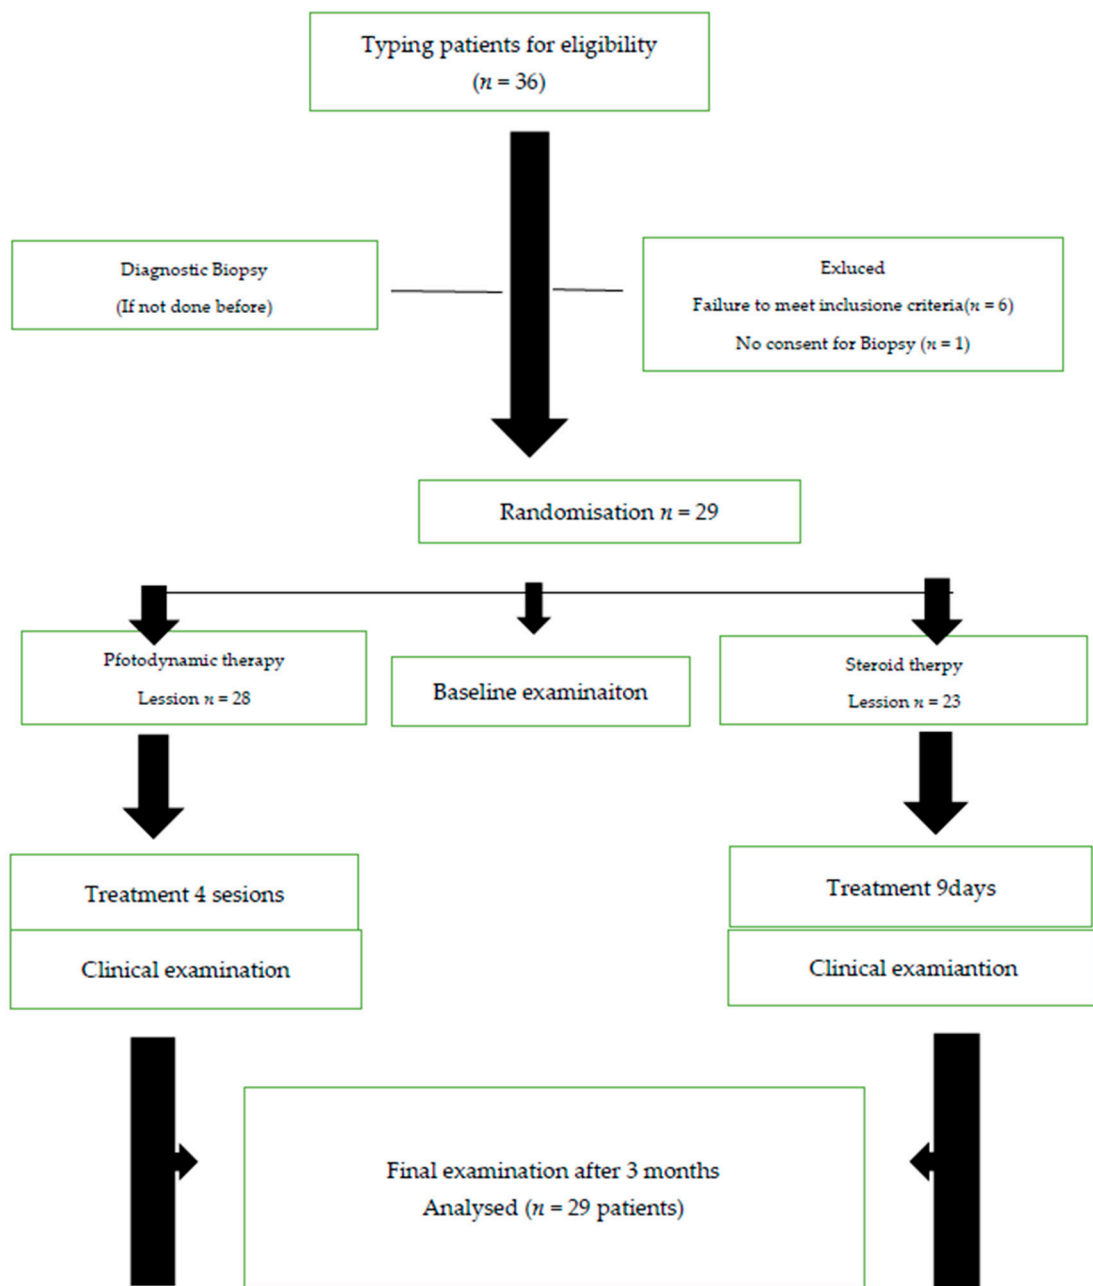 Typing patients for eligibility
(n = 36)
Diagnostic Biopsy
(If not done before)
Exluced
Failure to meet inclusione criteria(n = 6)
No consent for Biopsy (n = 1)
Randomisation n = 29
Pfotodynamic therapy
Lession n = 28
Baseline examinaiton
Steroid therpy
Lession n = 23
Treatment 4 sesions
Clinical examination
Treatment 9days
Clinical examiantion
Final examination after 3 months
Analysed (n = 29 patients)